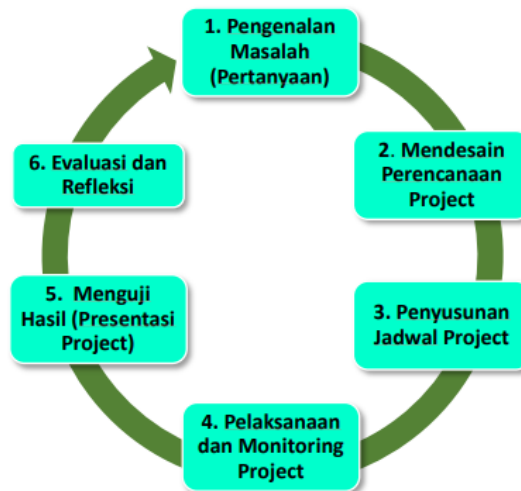 1. Pengenalan
Masalah
(Pertanyaan)
2. Mendesain
Perencanaan
Project
3. Penyusunan
Jadwal Project
4. Pelaksanaan
dan Monitoring
Project
5. Menguji
Hasil (Presentasi
Project)
6. Evaluasi dan
Refleksi